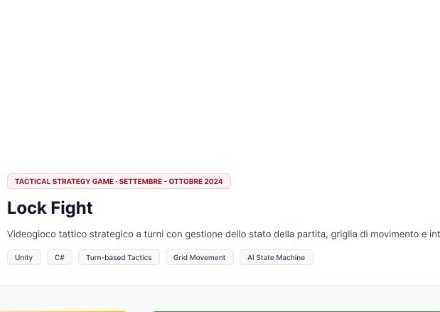 TACTICAL STRATEGY GAME · SETTEMBRE - OTTOBRE 2024
Lock Fight
Videogioco tattico strategico a turni con gestione dello stato della partita, griglia di movimento e int
Unity C# Turn-based Tactics Grid Movement AI State Machine